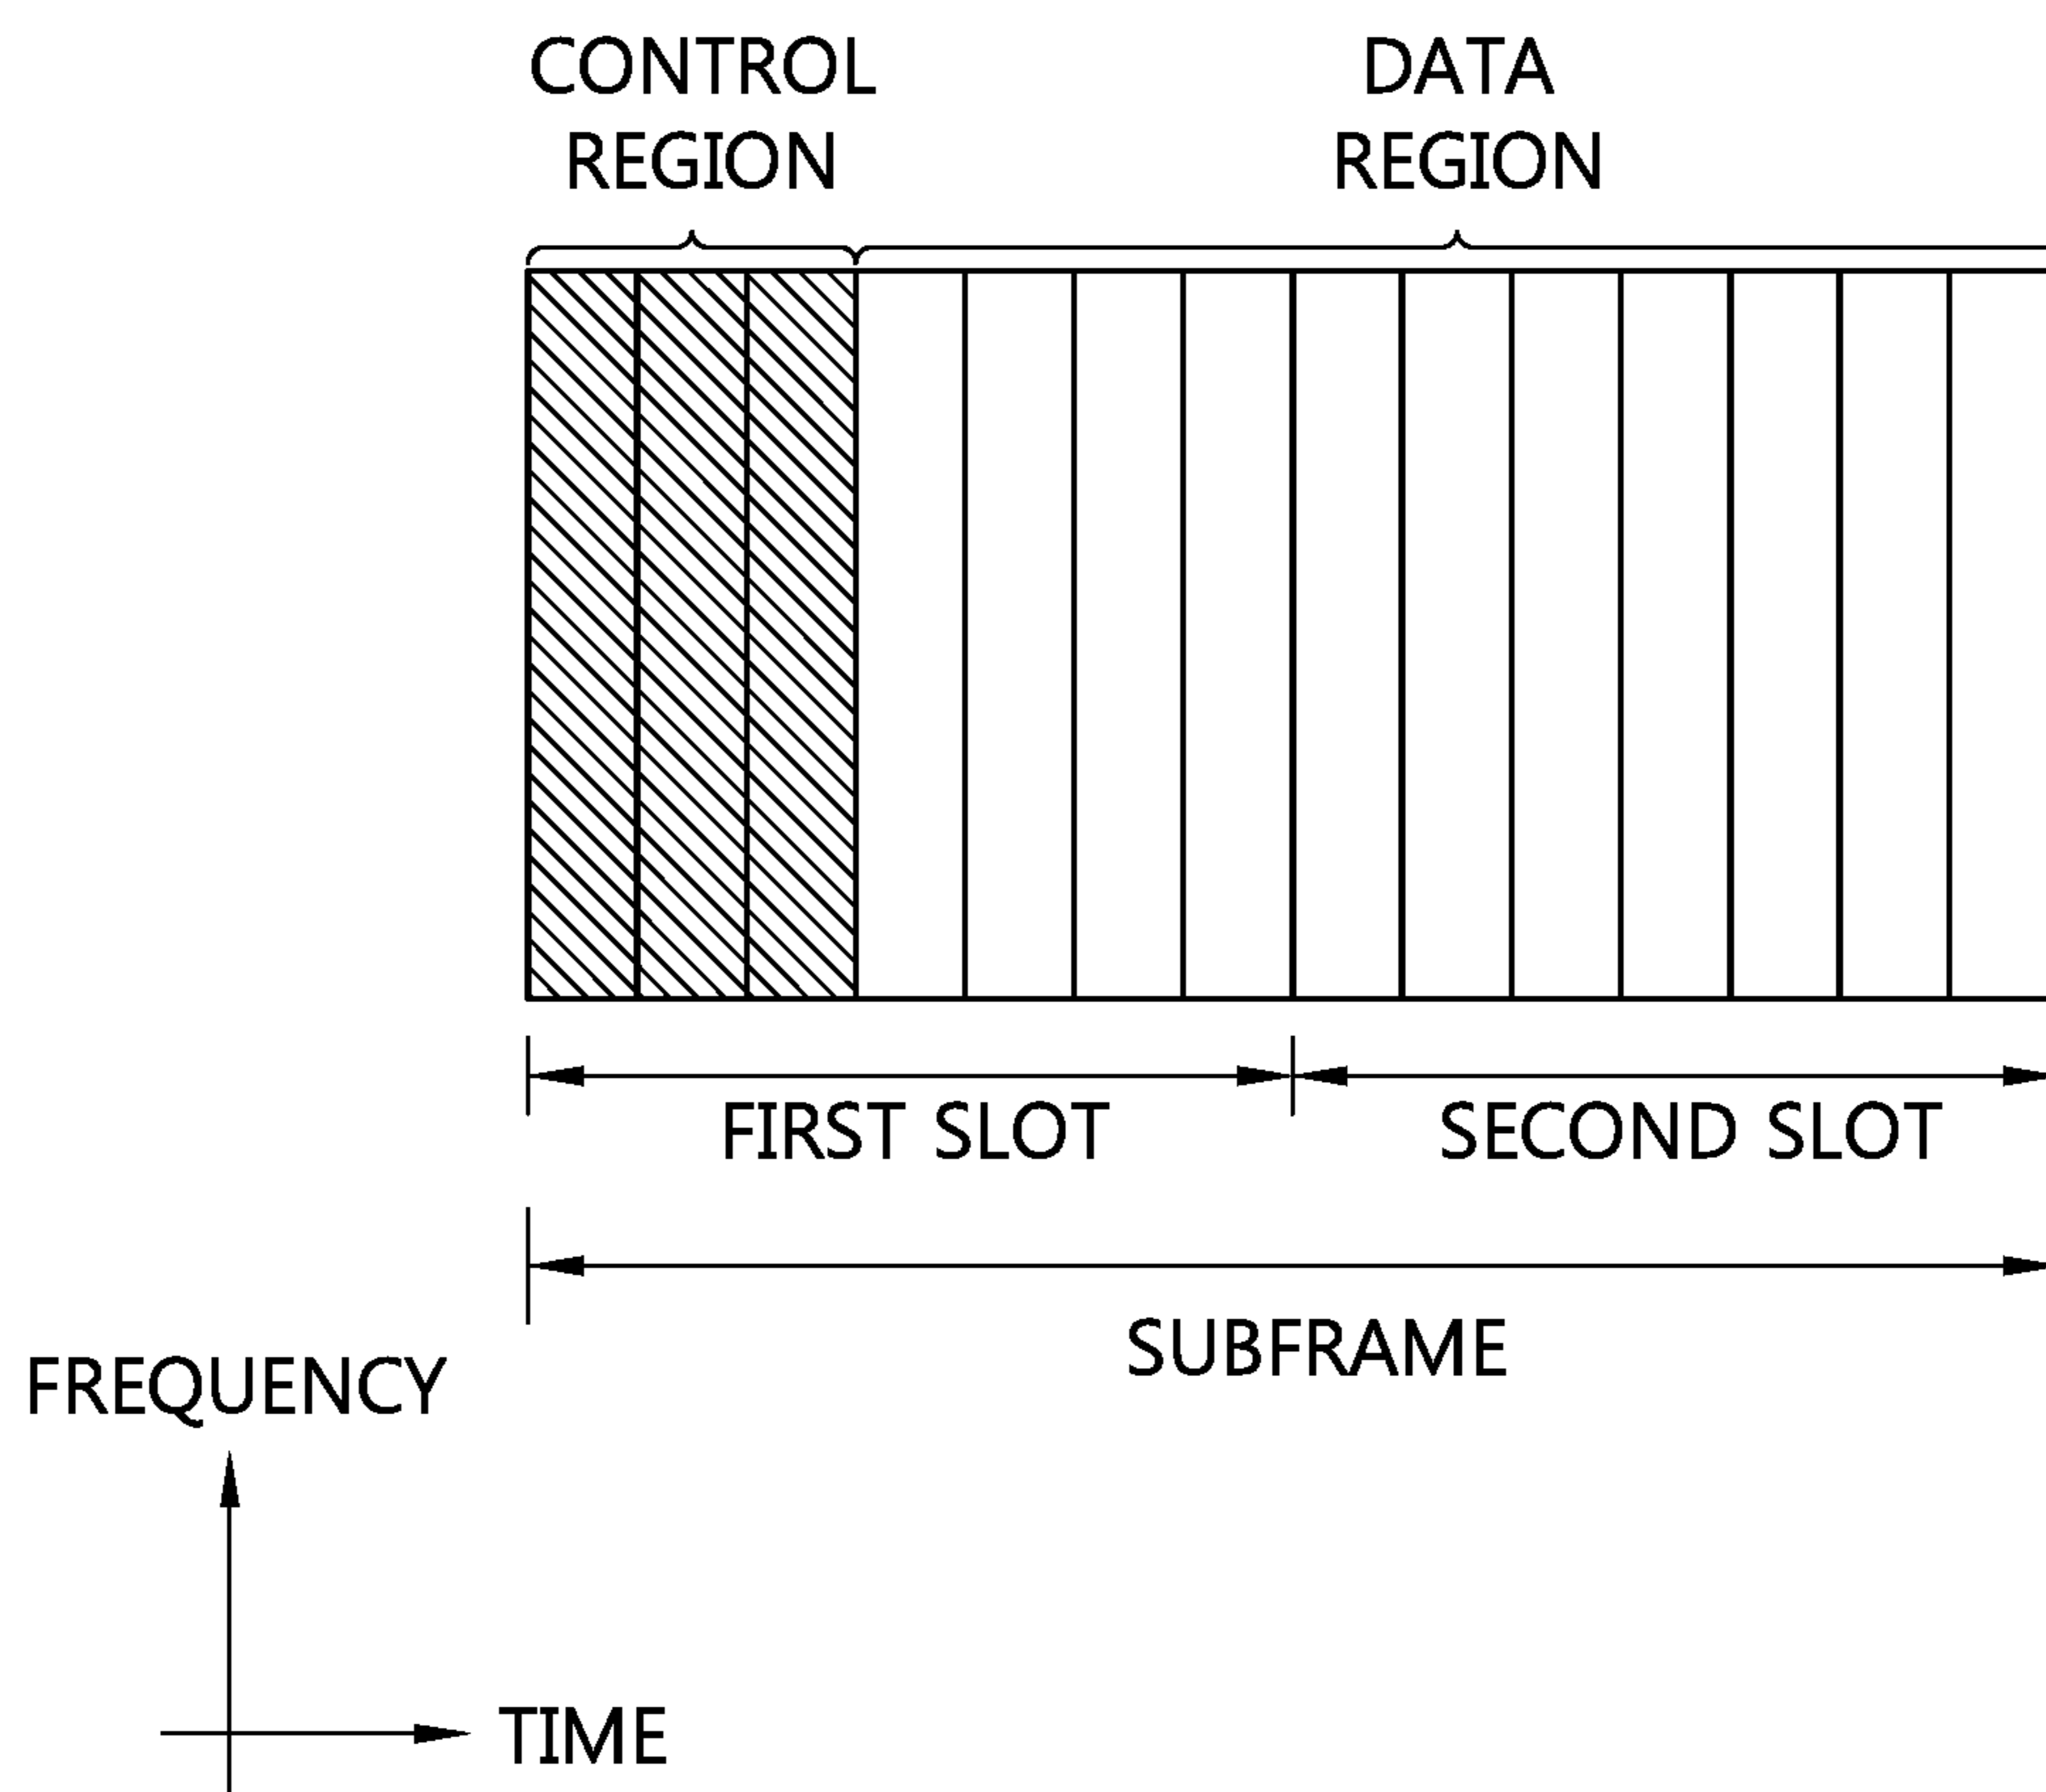 CONTROL
REGION
DATA
REGION
FIRST SLOT
SECOND SLOT
SUBFRAME
FREQUENCY
TIME